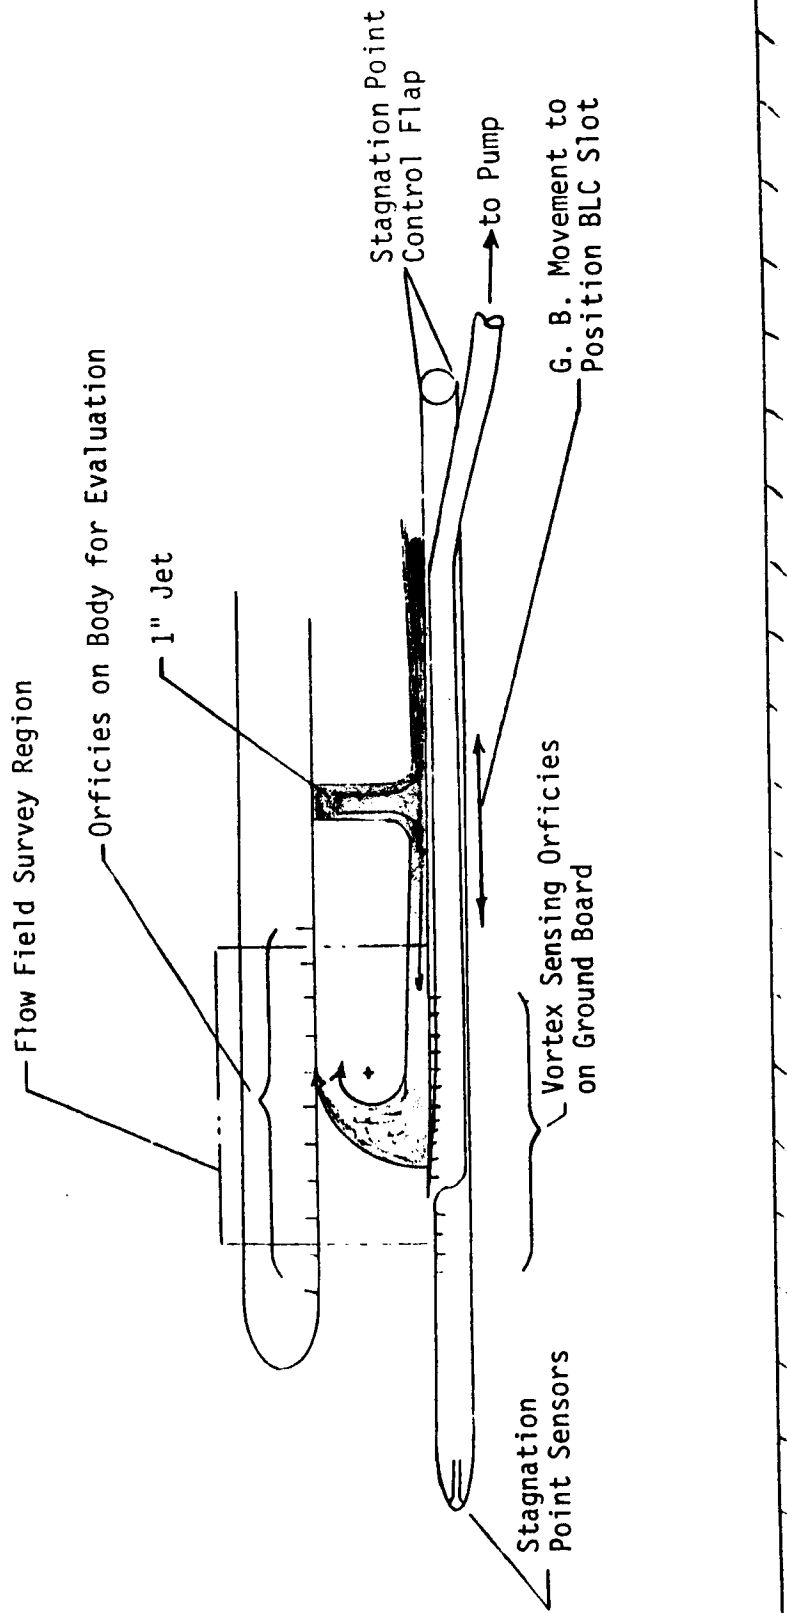 Flow Field Survey Region
Orficies on Body for Evaluation
1" Jet
Stagnation Point
Control Flap
to Pump
G. B. Movement to
Position BLC Slot
Vortex Sensing Orficies
on Ground Board
Stagnation
Point Sensors